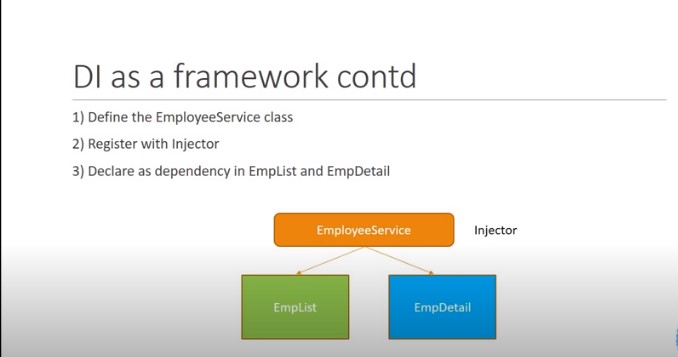 DI as a framework contd
1) Define the EmployeeService class
2) Register with Injector
3) Declare as dependency in EmpList and EmpDetail
EmployeeService
Injector
EmpList
EmpDetail